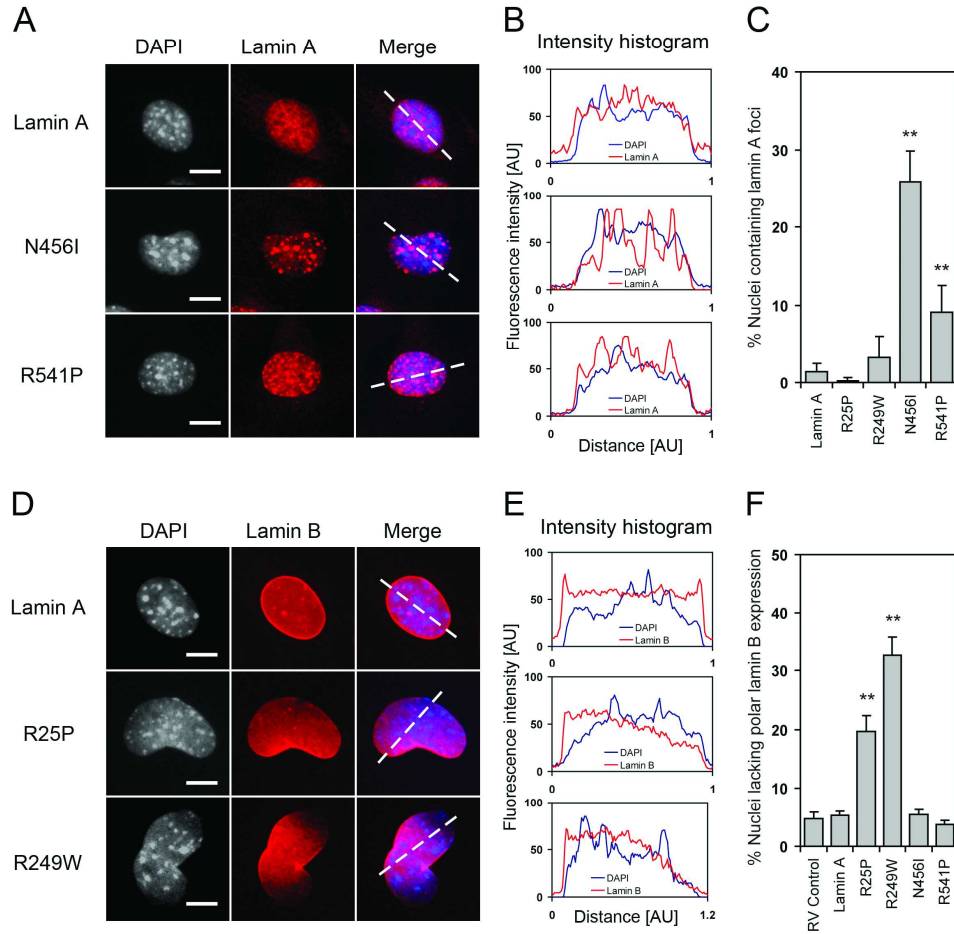 A
DAPI Lamin A Merge
Lamin A
N456I
R541P
B
Intensity histogram
Fluorescence intensity [AU]
100
50
0
DAPI
Lamin A
0 1
100
50
0
DAPI
Lamin A
0 1
100
50
0
DAPI
Lamin A
0 1
Distance [AU]
C
% Nuclei containing lamin A foci
40
30
20
10
0
**
**
Lamin A
R25P
R249W
N456I
R541P
D
DAPI Lamin B Merge
Lamin A
R25P
R249W
E
Intensity histogram
Fluorescence intensity [AU]
100
50
0
DAPI
Lamin B
0 1
100
50
0
DAPI
Lamin B
0 1
100
50
0
DAPI
Lamin B
0 1.2
Distance [AU]
F
% Nuclei lacking polar lamin B expression
50
40
30
20
10
0
**
**
RV Control
Lamin A
R25P
R249W
N456I
R541P